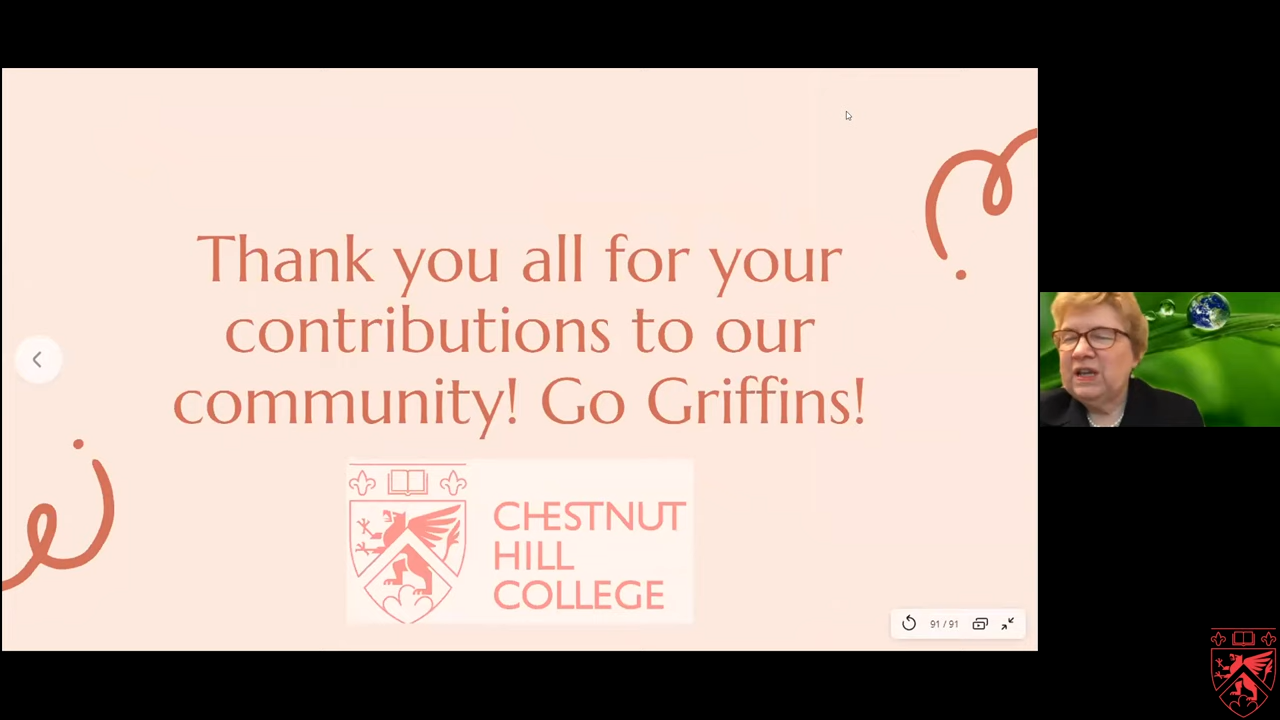 Thank you all for your
contributions to our
community! Go Griffins!
CHESTNUT
HILL
COLLEGE
91 / 91